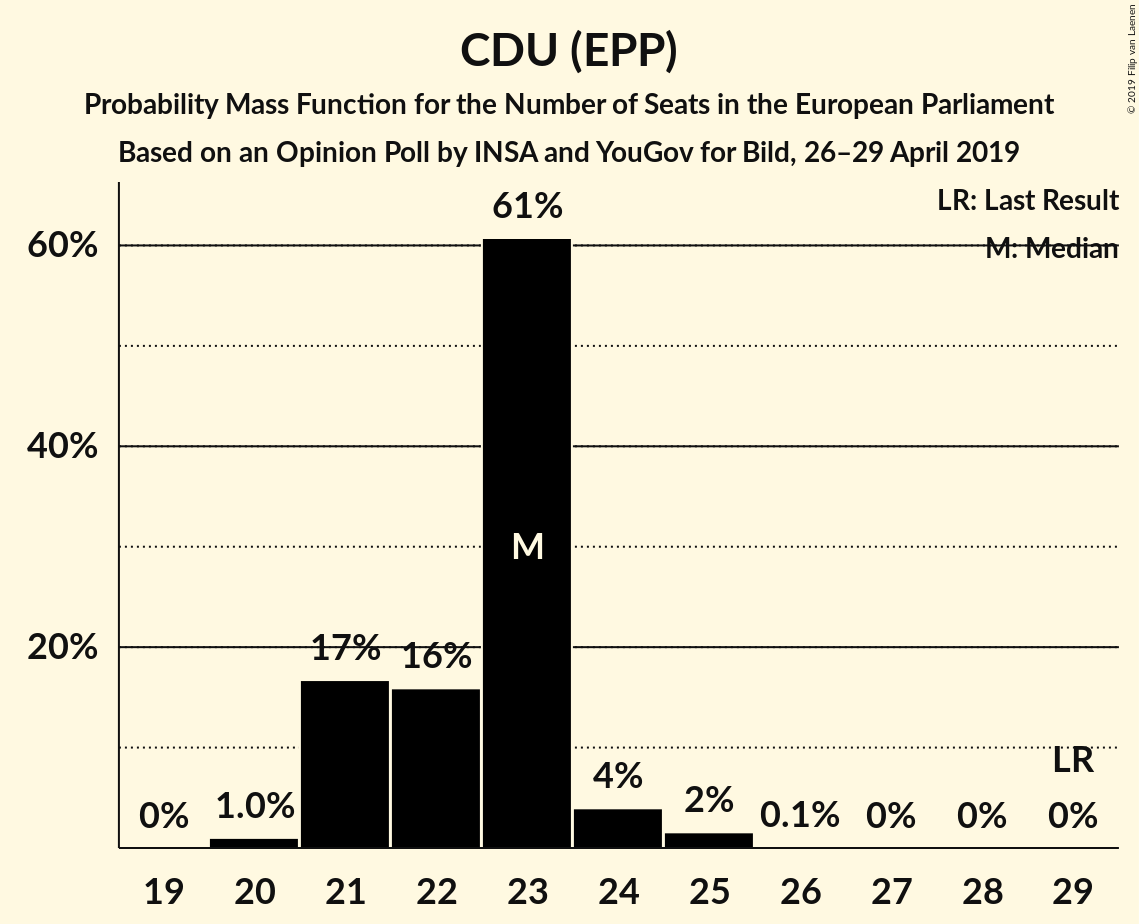 CDU (EPP)
Probability Mass Function for the Number of Seats in the European Parliament
Based on an Opinion Poll by INSA and YouGov for Bild, 26–29 April 2019
© 2019 Filip van Laenen
LR: Last Result
M: Median
60%
40%
20%
0%
1.0%
17%
16%
61%
M
4%
2%
0.1%
0%
0%
LR
0%
19 20 21 22 23 24 25 26 27 28 29